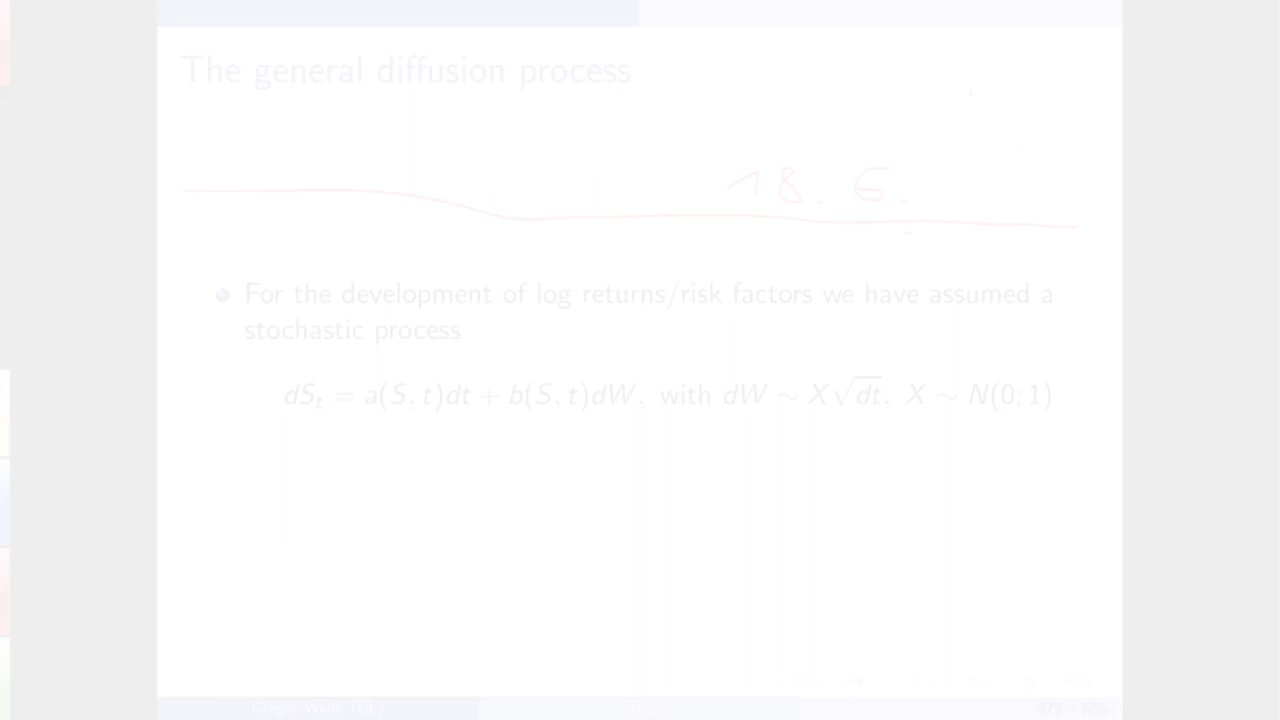 The general diffusion process
18. 6.
For the development of log returns/risk factors we have assumed a
stochastic process
dS_t = a(S, t)dt + b(S, t)dW, with dW ∼ X√dt, X ∼ N(0; 1)